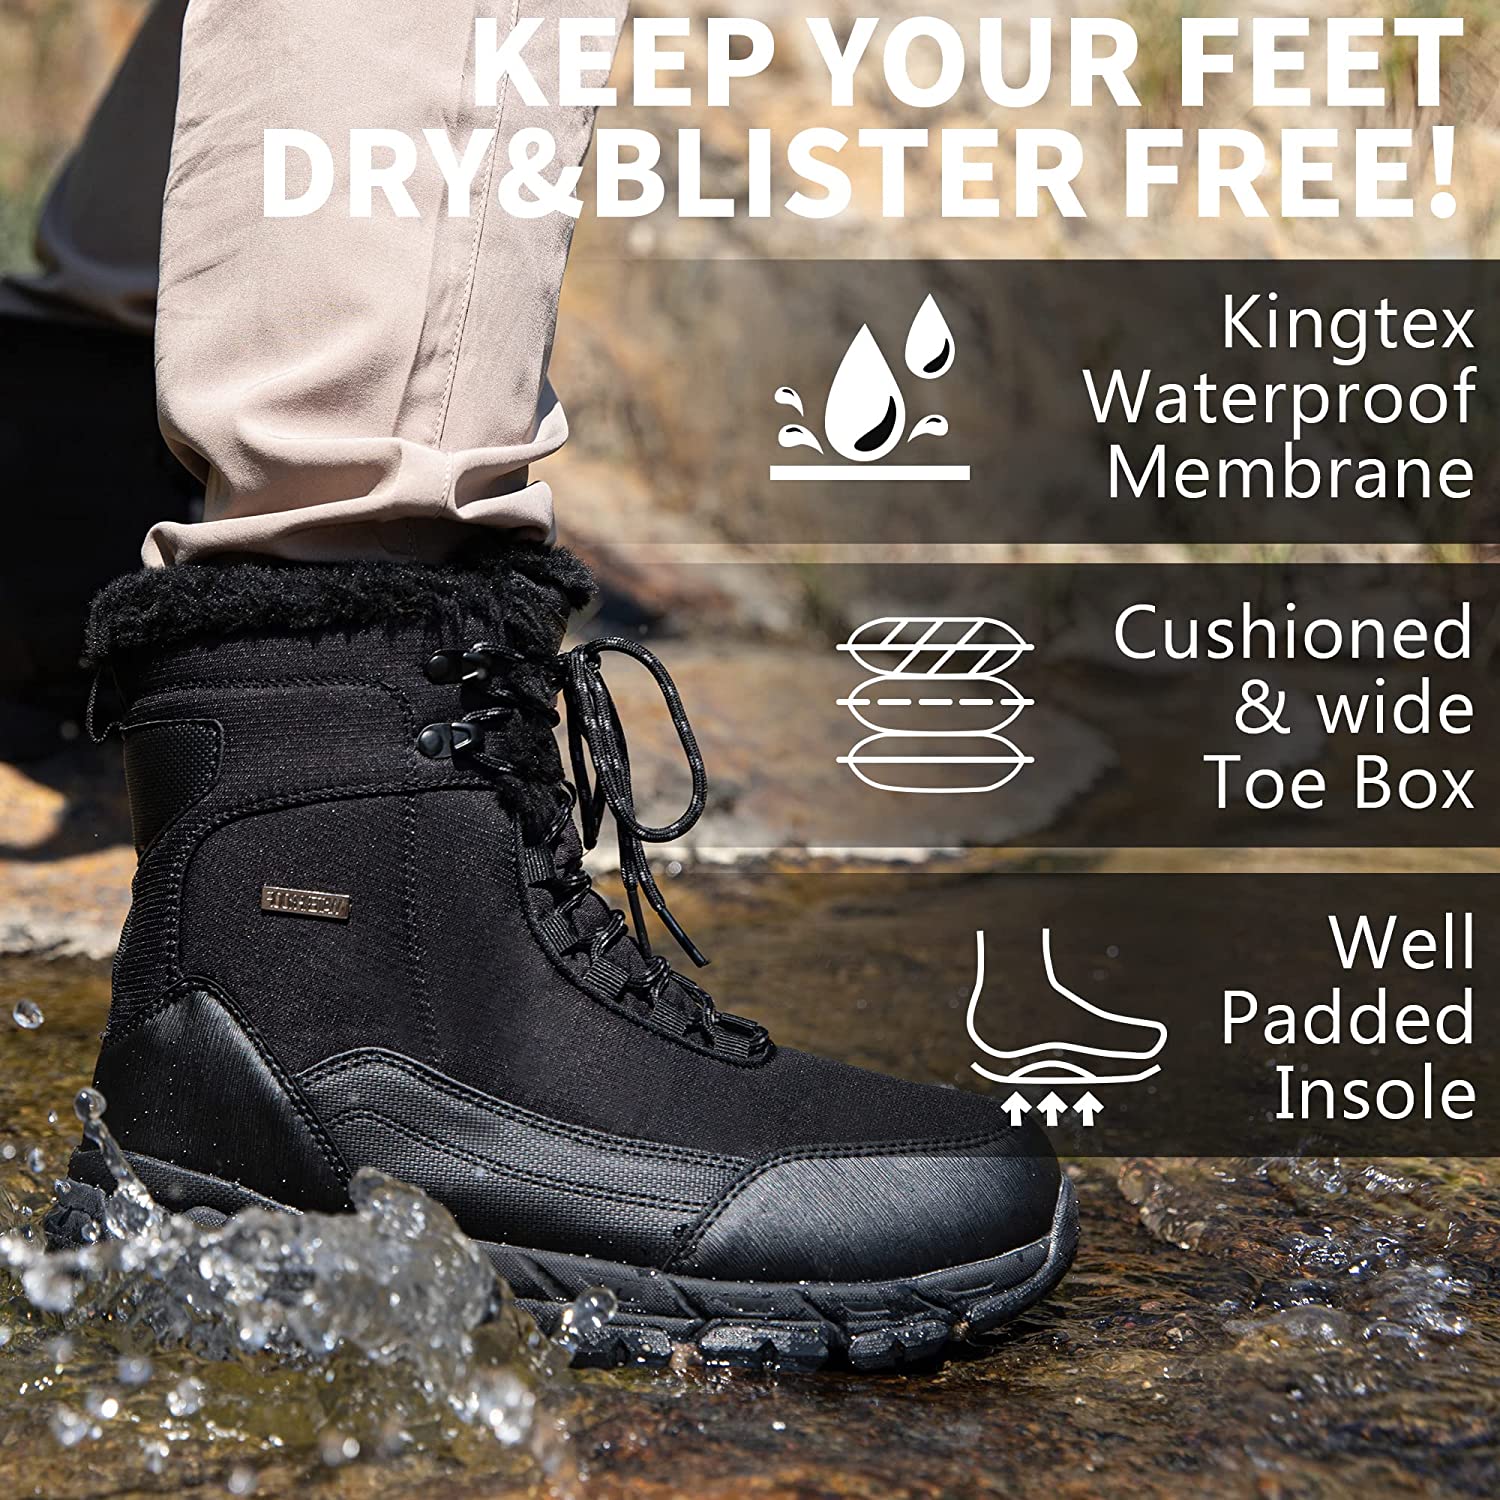 KEEP YOUR FEET
DRY&BLISTER FREE!
Kingtex
Waterproof
Membrane
Cushioned
& wide
Toe Box
Well
Padded
Insole